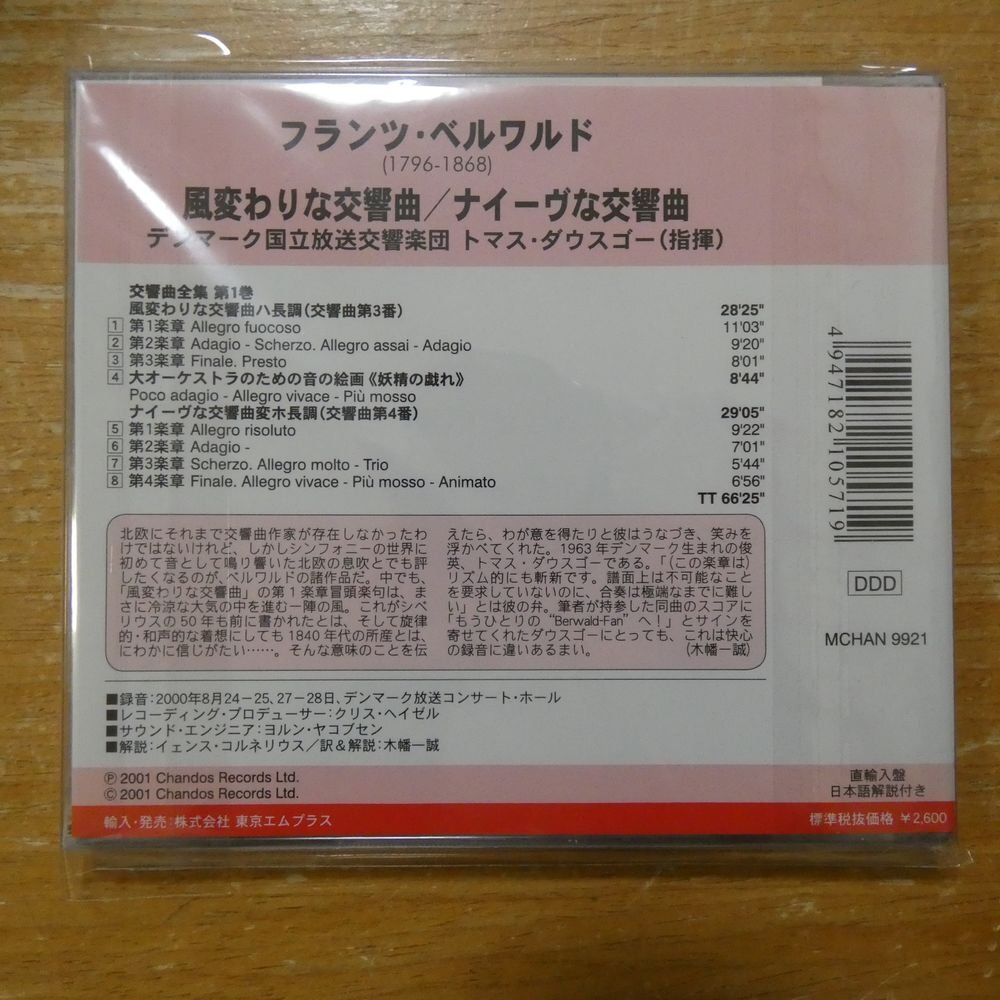 フランツ・ベルワルド
(1796-1868)
風変わりな交響曲／ナイーヴな交響曲
デンマーク国立放送交響楽団 トマス・ダウスゴー（指揮）
交響曲全集 第1巻
風変わりな交響曲ハ長調（交響曲第3番） 28'25"
1 第1楽章 Allegro fuocoso 11'03"
2 第2楽章 Adagio - Scherzo. Allegro assai - Adagio 9'20"
3 第3楽章 Finale. Presto 8'01"
4 大オーケストラのための音の絵画《妖精の戯れ》 8'44"
Poco adagio - Allegro vivace - Più mosso
ナイーヴな交響曲変ホ長調（交響曲第4番） 29'05"
5 第1楽章 Allegro risoluto 9'22"
6 第2楽章 Adagio - 7'01"
7 第3楽章 Scherzo. Allegro molto - Trio 5'44"
8 第4楽章 Finale. Allegro vivace - Più mosso - Animato 6'56"
TT 66'25"
北欧にそれまで交響曲作家が存在しなかったわ
けではないけれど、しかしシンフォニーの世界に
初めて音として鳴り響いた北欧の息吹とでも評
したくなるのが、ベルワルドの諸作品だ。中でも、
「風変わりな交響曲」の第1楽章冒頭楽句は、ま
さに冷涼な大気の中を進む一陣の風。これがシベ
リウスの50年も前に書かれたとは、そして旋律
的・和声的な着想にしても1840年代の所産とは、
にわかに信じがたい……。そんな意味のことを伝
えたら、わが意を得たりと彼はうなづき、笑みを
浮かべてくれた。1963年デンマーク生まれの俊
英、トマス・ダウスゴーである。「（この楽章は）
リズム的にも斬新です。譜面上は不可能なこと
を要求していないのに、合奏は極端なまでに難し
い」とは彼の弁。筆者が持参した同曲のスコアに
「もうひとりの“Berwald-Fan”へ！」とサインを
寄せてくれたダウスゴーにとっても、これは快心
の録音に違いあるまい。 (木幡一誠)
■録音：2000年8月24－25、27－28日、デンマーク放送コンサート・ホール
■レコーディング・プロデューサー：クリス・ヘイゼル
■サウンド・エンジニア：ヨルン・ヤコブセン
■解説：イェンス・コルネリウス／訳＆解説：木幡一誠
℗ 2001 Chandos Records Ltd.
© 2001 Chandos Records Ltd.
輸入・発売：株式会社 東京エムプラス
4 947182 105719
DDD
MCHAN 9921
直輸入盤
日本語解説付き
標準税抜価格 ¥2,600